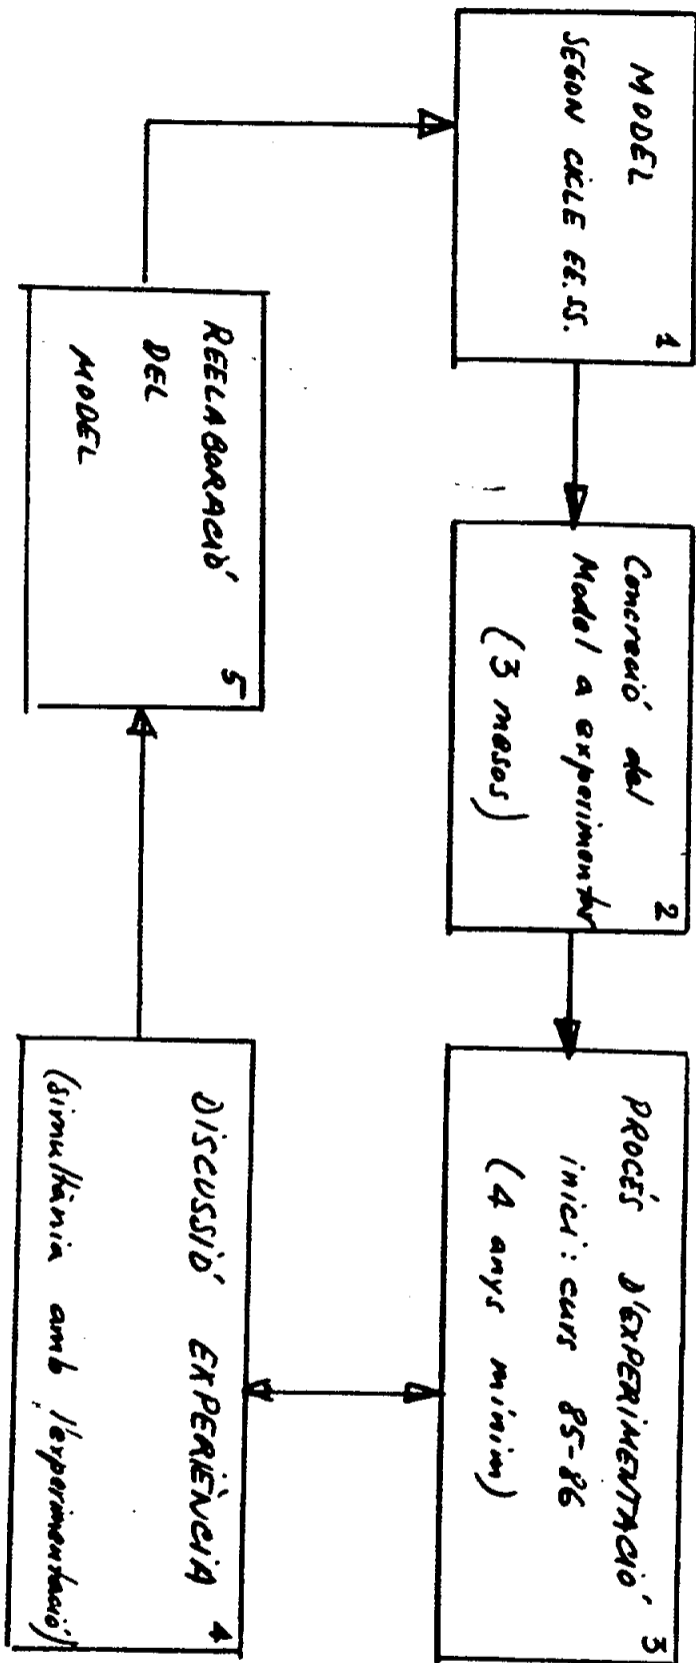 MODEL
SEGON CICLE EE.SS.
1
Concreció del
Model a experimentar
(3 mesos)
2
PROCÉS D'EXPERIMENTACIÓ
inici: curs 85-86
(4 anys mínim)
3
DISCUSSIÓ EXPERIÈNCIA
(simultània amb l'experimentació)
4
REELABORACIÓ
DEL
MODEL
5